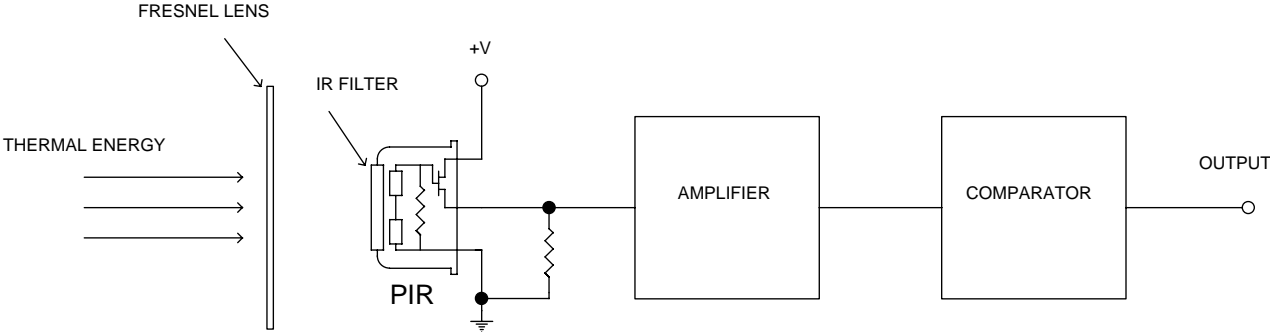 FRESNEL LENS
+V
IR FILTER
THERMAL ENERGY
OUTPUT
AMPLIFIER
COMPARATOR
PIR